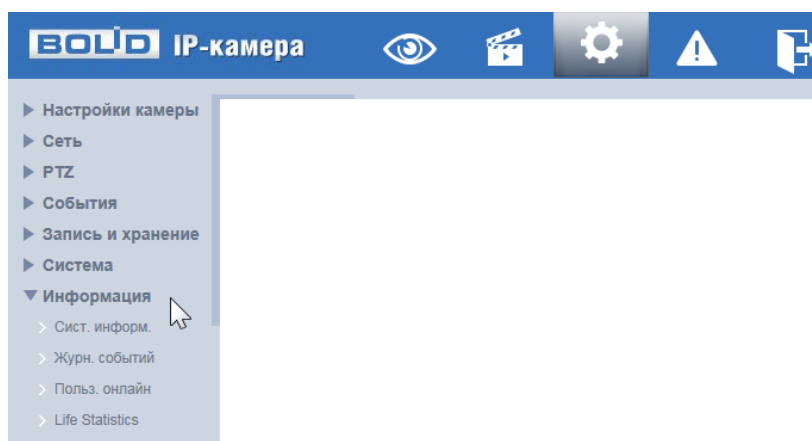 BOLID IP-камера
Настройки камеры
Сеть
PTZ
События
Запись и хранение
Система
Информация
Сист. информ.
Журн. событий
Польз. онлайн
Life Statistics